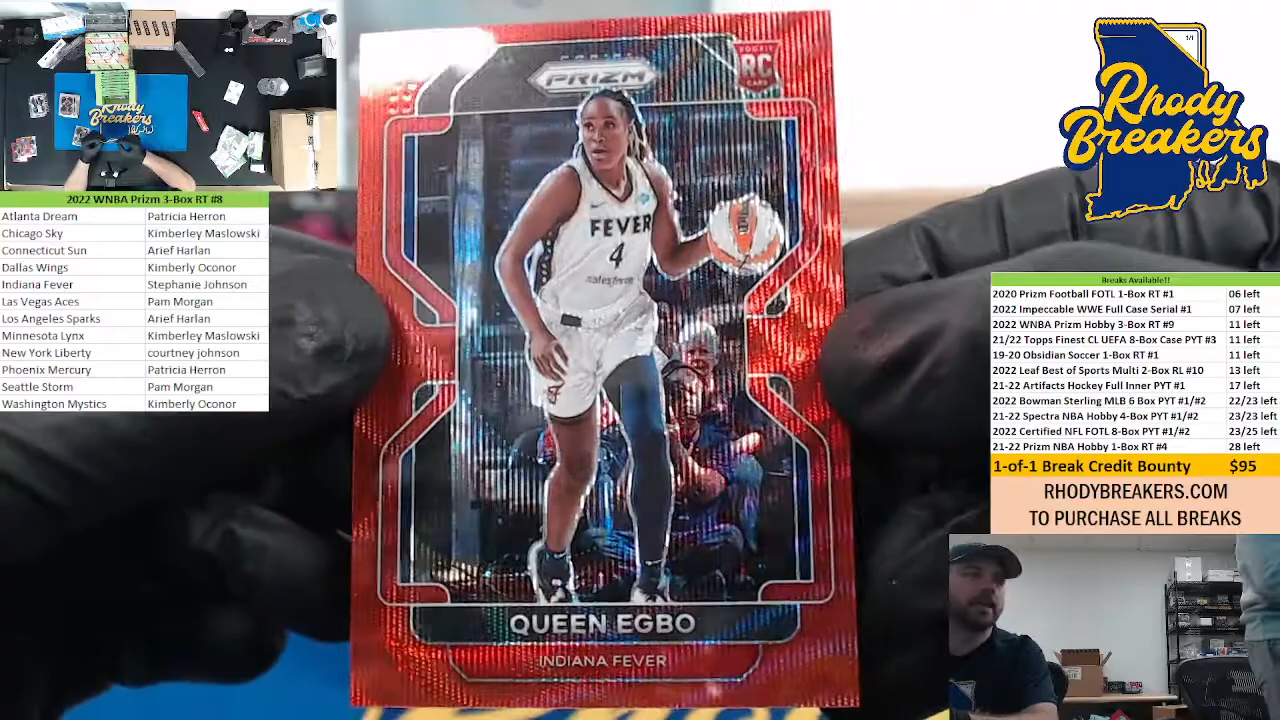 Rhody
Breakers
2022 WNBA Prizm 3-Box RT #8
Atlanta Dream Patricia Herron
Chicago Sky Kimberley Maslowski
Connecticut Sun Arief Harlan
Dallas Wings Kimberly Oconor
Indiana Fever Stephanie Johnson
Las Vegas Aces Pam Morgan
Los Angeles Sparks Arief Harlan
Minnesota Lynx Kimberley Maslowski
New York Liberty courtney johnson
Phoenix Mercury Patricia Herron
Seattle Storm Pam Morgan
Washington Mystics Kimberly Oconor
PRIZM
ROOKIE
RC
CARD
FEVER
4
salesforce
QUEEN EGBO
INDIANA FEVER
1/1
Rhody
Breakers
Breaks Available!!
2020 Prizm Football FOTL 1-Box RT #1 06 left
2022 Impeccable WWE Full Case Serial #1 07 left
2022 WNBA Prizm Hobby 3-Box RT #9 11 left
21/22 Topps Finest CL UEFA 8-Box Case PYT #3 11 left
19-20 Obsidian Soccer 1-Box RT #1 11 left
2022 Leaf Best of Sports Multi 2-Box RL #10 13 left
21-22 Artifacts Hockey Full Inner PYT #1 17 left
2022 Bowman Sterling MLB 6 Box PYT #1/#2 22/23 left
21-22 Spectra NBA Hobby 4-Box PYT #1/#2 23/23 left
2022 Certified NFL FOTL 8-Box PYT #1/#2 23/25 left
21-22 Prizm NBA Hobby 1-Box RT #4 28 left
1-of-1 Break Credit Bounty $95
RHODYBREAKERS.COM
TO PURCHASE ALL BREAKS